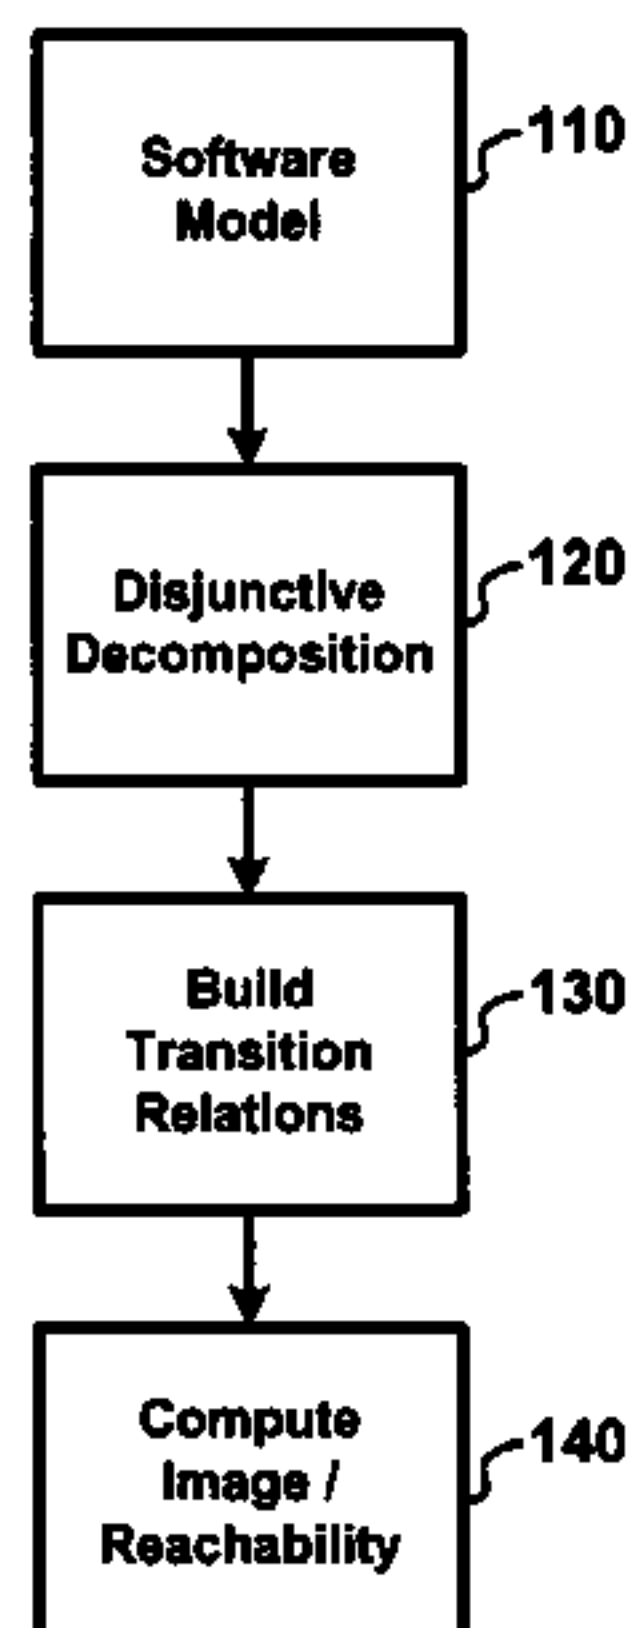 Software
Model
110
Disjunctive
Decomposition
120
Build
Transition
Relations
130
Compute
Image /
Reachability
140